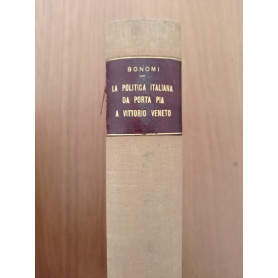 BONOMI
LA POLITICA ITALIANA
DA PORTA PIA
A VITTORIO VENETO